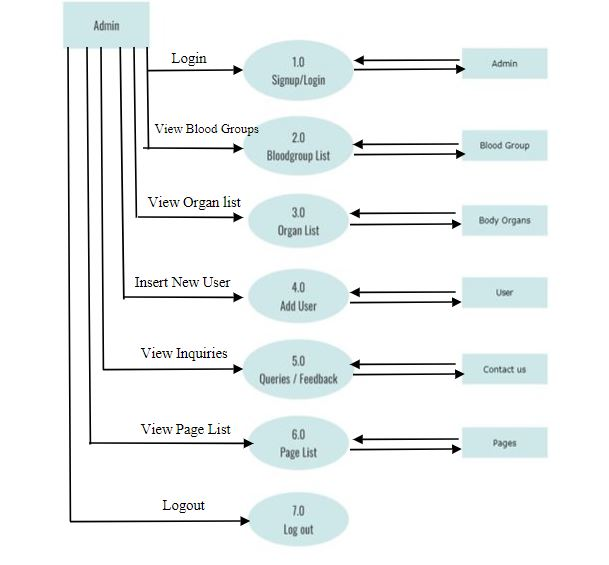 Admin
Login
1.0
Signup/Login
Admin
View Blood Groups
2.0
Bloodgroup List
Blood Group
View Organ list
3.0
Organ List
Body Organs
Insert New User
4.0
Add User
User
View Inquiries
5.0
Queries / Feedback
Contact us
View Page List
6.0
Page List
Pages
Logout
7.0
Log out